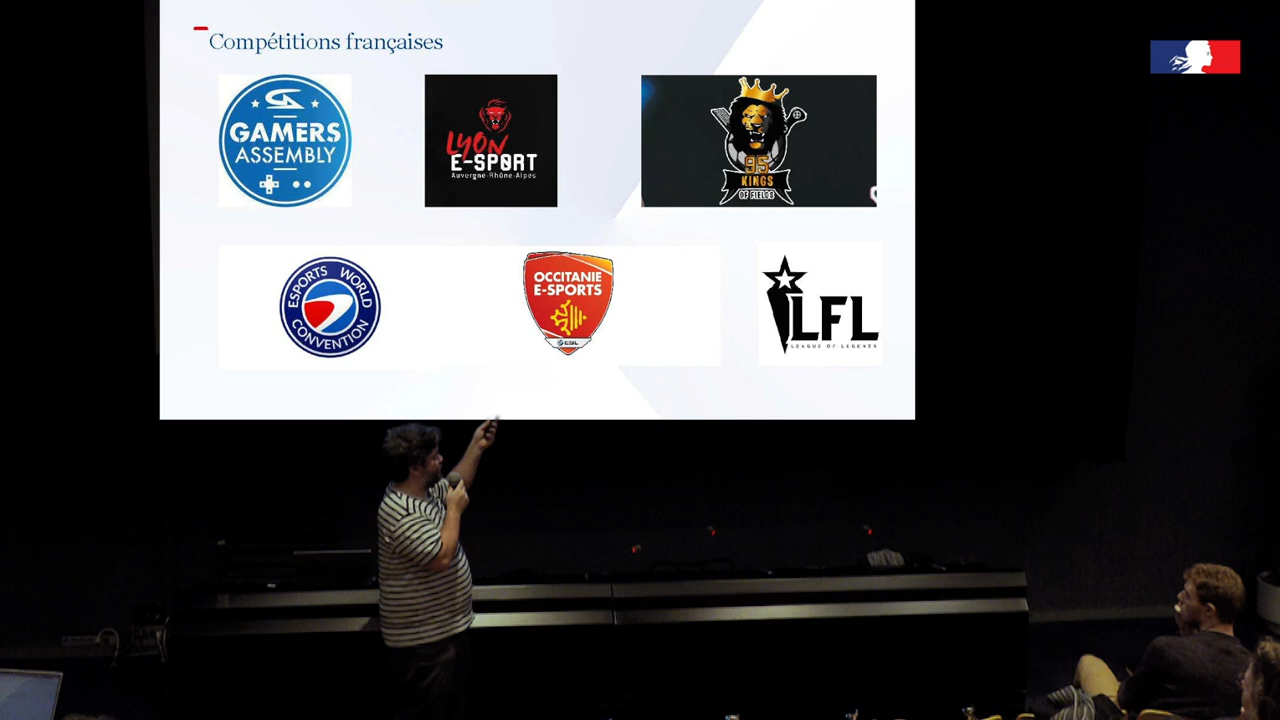 Compétitions françaises
GAMERS
ASSEMBLY
LYON
E-SPORT
Auvergne-Rhône-Alpes
95
KINGS
OF FIELDS
ESPORTS WORLD
CONVENTION
OCCITANIE
E-SPORTS
ESL
LFL
LEAGUE OF LEGENDS